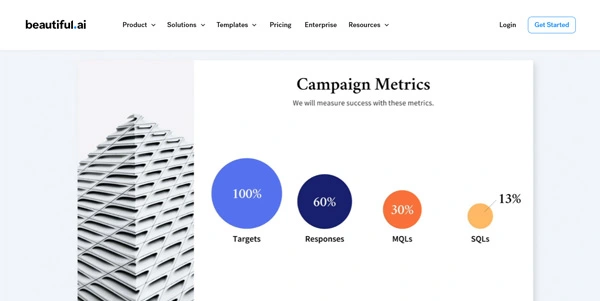 beautiful.ai
Product
Solutions
Templates
Pricing
Enterprise
Resources
Login
Get Started
Campaign Metrics
We will measure success with these metrics.
100%
60%
30%
13%
Targets
Responses
MQLs
SQLs